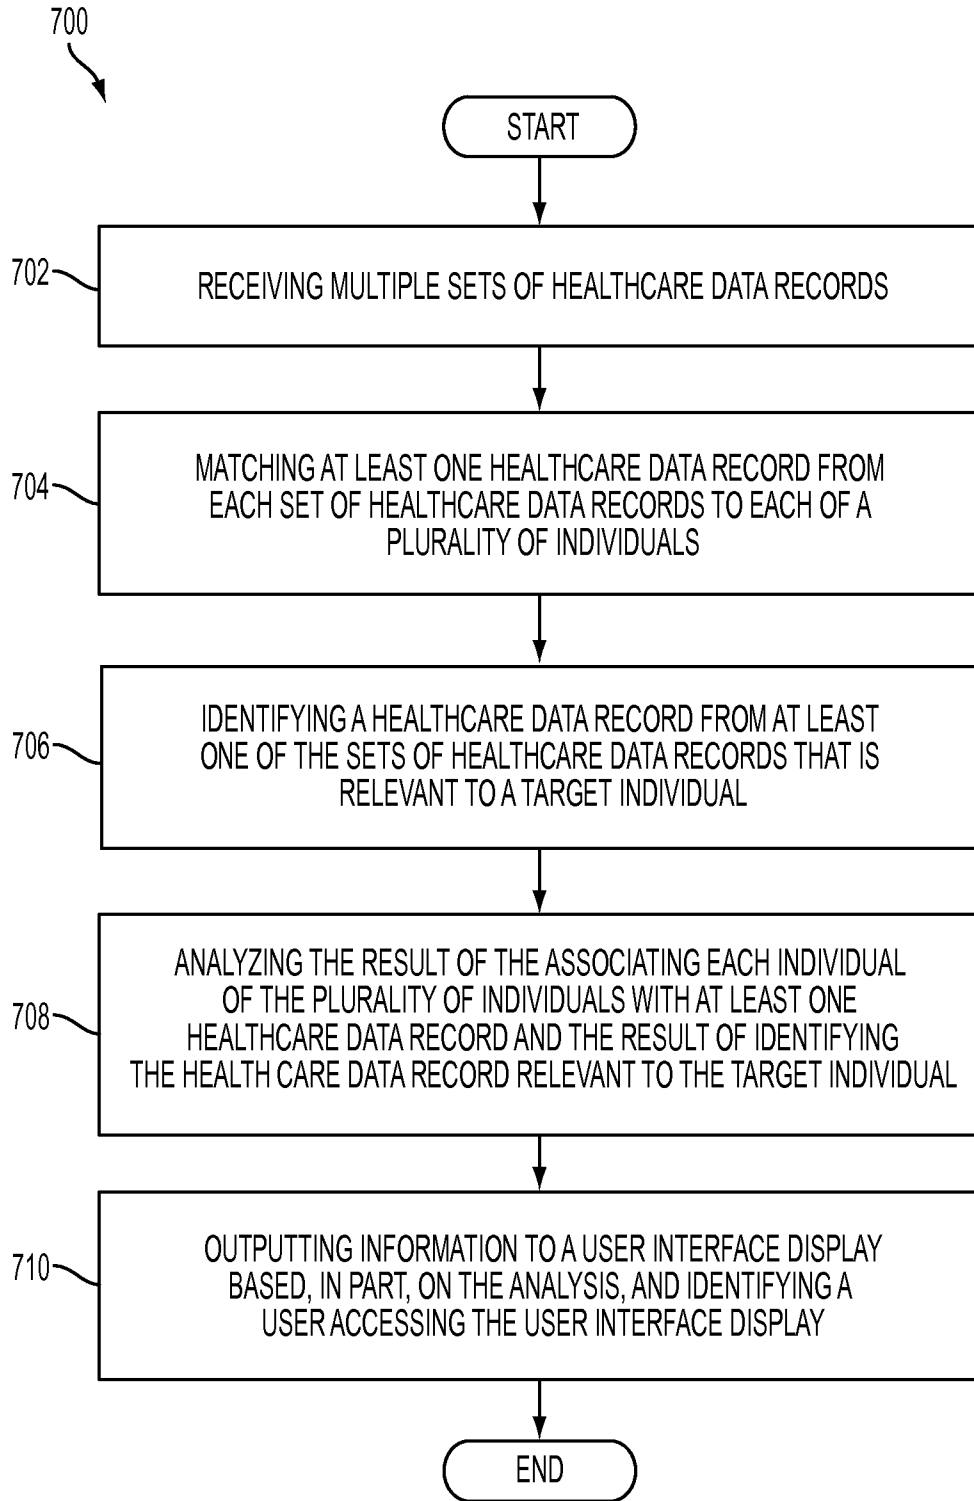 700
START
702
RECEIVING MULTIPLE SETS OF HEALTHCARE DATA RECORDS
704
MATCHING AT LEAST ONE HEALTHCARE DATA RECORD FROM
EACH SET OF HEALTHCARE DATA RECORDS TO EACH OF A
PLURALITY OF INDIVIDUALS
706
IDENTIFYING A HEALTHCARE DATA RECORD FROM AT LEAST
ONE OF THE SETS OF HEALTHCARE DATA RECORDS THAT IS
RELEVANT TO A TARGET INDIVIDUAL
708
ANALYZING THE RESULT OF THE ASSOCIATING EACH INDIVIDUAL
OF THE PLURALITY OF INDIVIDUALS WITH AT LEAST ONE
HEALTHCARE DATA RECORD AND THE RESULT OF IDENTIFYING
THE HEALTH CARE DATA RECORD RELEVANT TO THE TARGET INDIVIDUAL
710
OUTPUTTING INFORMATION TO A USER INTERFACE DISPLAY
BASED, IN PART, ON THE ANALYSIS, AND IDENTIFYING A
USER ACCESSING THE USER INTERFACE DISPLAY
END